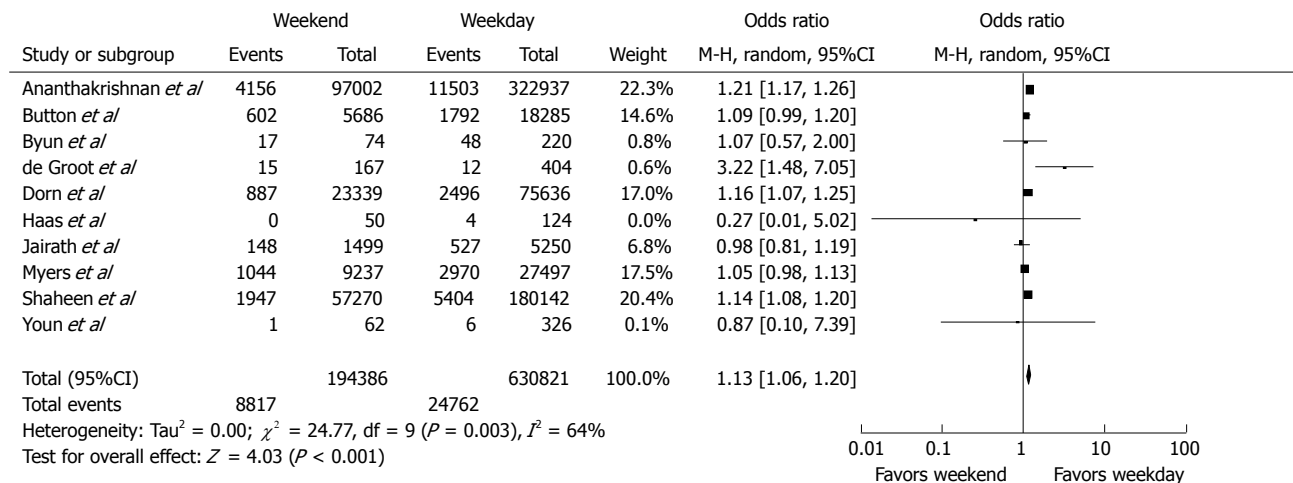 Weekend Weekday Odds ratio Odds ratio
Study or subgroup Events Total Events Total Weight M-H, random, 95%CI M-H, random, 95%CI
Ananthakrishnan et al 4156 97002 11503 322937 22.3% 1.21 [1.17, 1.26]
Button et al 602 5686 1792 18285 14.6% 1.09 [0.99, 1.20]
Byun et al 17 74 48 220 0.8% 1.07 [0.57, 2.00]
de Groot et al 15 167 12 404 0.6% 3.22 [1.48, 7.05]
Dorn et al 887 23339 2496 75636 17.0% 1.16 [1.07, 1.25]
Haas et al 0 50 4 124 0.0% 0.27 [0.01, 5.02]
Jairath et al 148 1499 527 5250 6.8% 0.98 [0.81, 1.19]
Myers et al 1044 9237 2970 27497 17.5% 1.05 [0.98, 1.13]
Shaheen et al 1947 57270 5404 180142 20.4% 1.14 [1.08, 1.20]
Youn et al 1 62 6 326 0.1% 0.87 [0.10, 7.39]
Total (95%CI) 194386 630821 100.0% 1.13 [1.06, 1.20]
Total events 8817 24762
Heterogeneity: Tau² = 0.00; χ² = 24.77, df = 9 (P = 0.003), I² = 64%
Test for overall effect: Z = 4.03 (P < 0.001)
0.01 0.1 1 10 100
Favors weekend Favors weekday